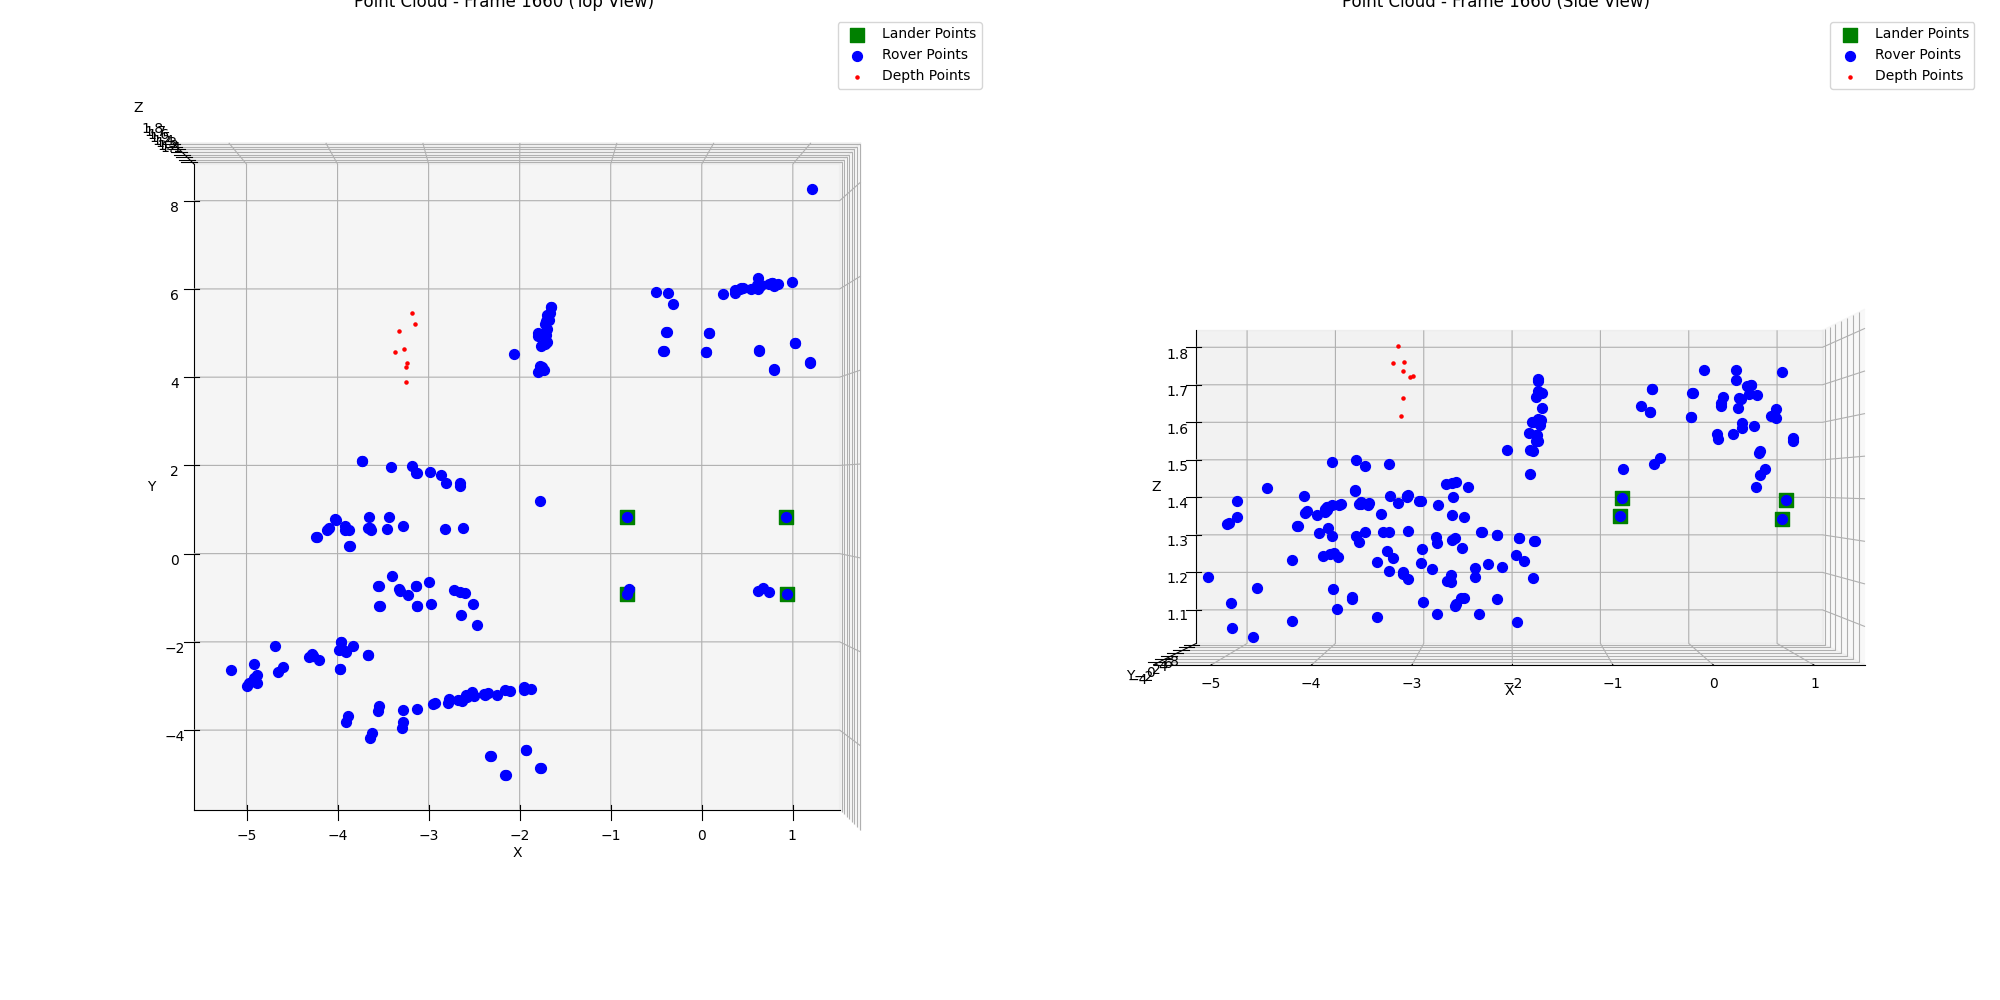 Point Cloud - Frame 1660 (Top View)
Lander Points
Rover Points
Depth Points
Z
8
6
4
2
0
−2
−4
Y
−5
−4
−3
−2
−1
0
1
X
Point Cloud - Frame 1660 (Side View)
Lander Points
Rover Points
Depth Points
1.8
1.7
1.6
1.5
1.4
1.3
1.2
1.1
Z
Y
−5
−4
−3
−2
−1
0
1
X